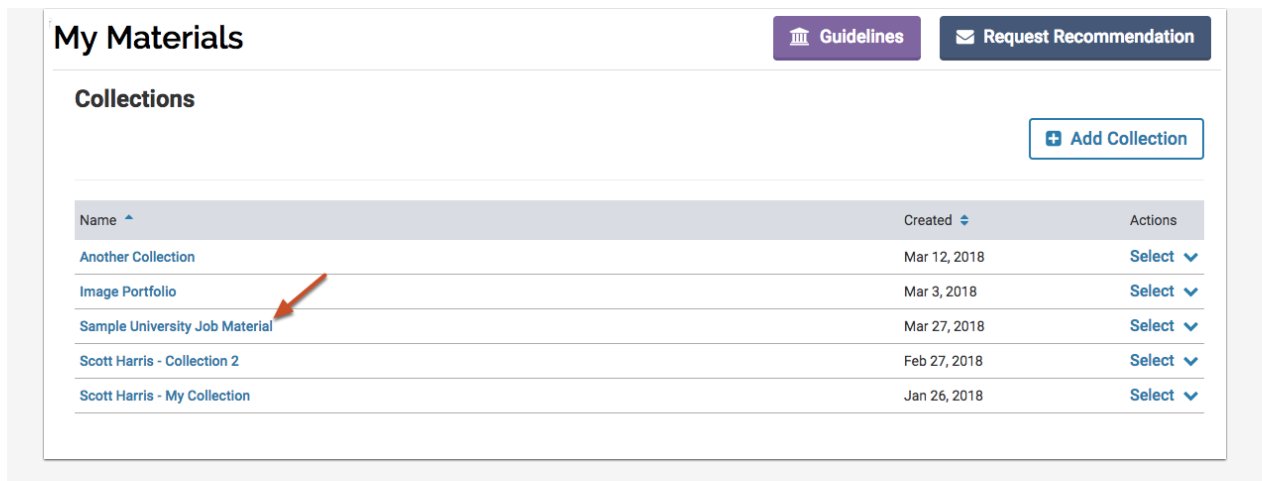 My Materials Guidelines Request Recommendation
Collections
Add Collection
Name Created Actions
Another Collection Mar 12, 2018 Select
Image Portfolio Mar 3, 2018 Select
Sample University Job Material Mar 27, 2018 Select
Scott Harris - Collection 2 Feb 27, 2018 Select
Scott Harris - My Collection Jan 26, 2018 Select